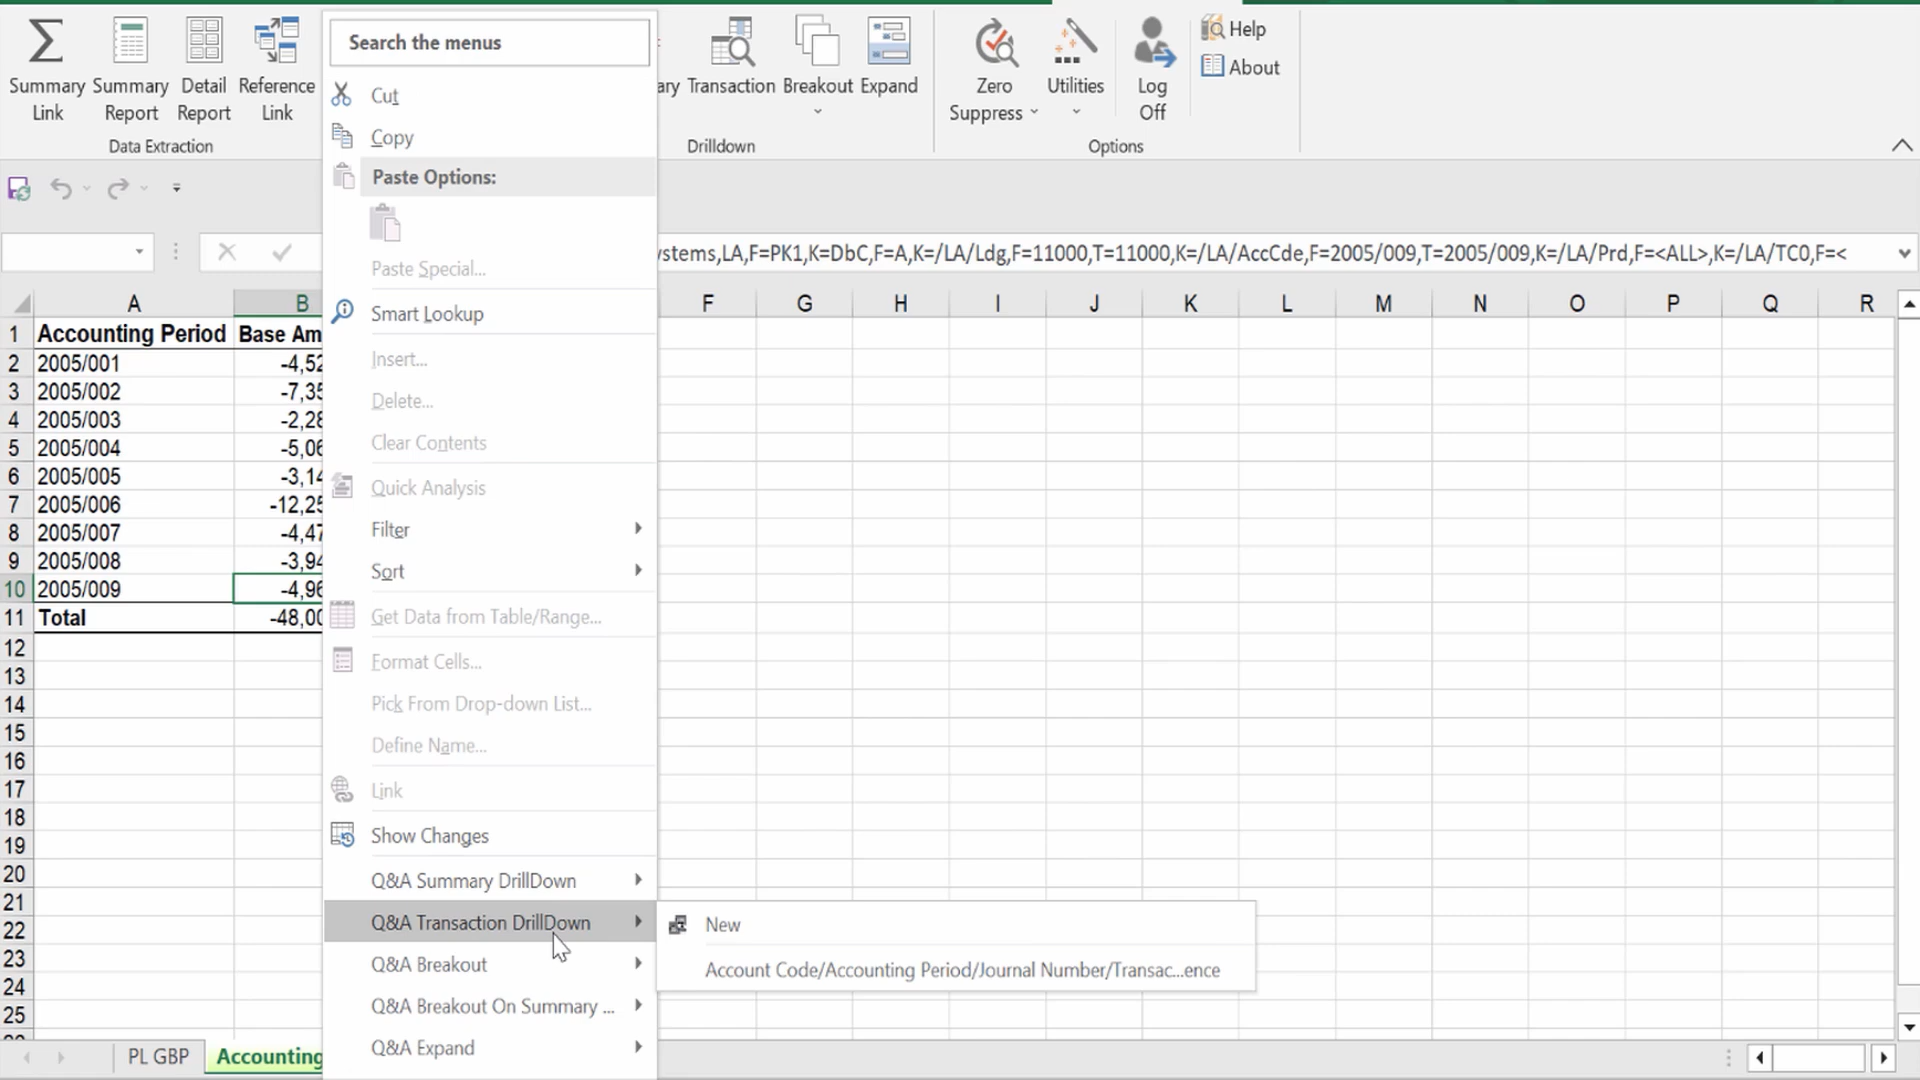 Summary Link
Summary Report
Detail Report
Reference Link
Data Extraction
ary
Transaction
Breakout
Expand
Drilldown
Zero Suppress
Utilities
Log Off
Options
Help
About
ystems,LA,F=PK1,K=DbC,F=A,K=/LA/Ldg,F=11000,T=11000,K=/LA/AccCde,F=2005/009,T=2005/009,K=/LA/Prd,F=<ALL>,K=/LA/TC0,F=<
A B F G H I J K L M N O P Q R
1 Accounting Period Base Am
2 2005/001 -4,52
3 2005/002 -7,35
4 2005/003 -2,28
5 2005/004 -5,06
6 2005/005 -3,14
7 2005/006 -12,25
8 2005/007 -4,47
9 2005/008 -3,94
10 2005/009 -4,96
11 Total -48,00
12
13
14
15
16
17
18
19
20
21
22
23
24
25
Search the menus
Cut
Copy
Paste Options:
Paste Special...
Smart Lookup
Insert...
Delete...
Clear Contents
Quick Analysis
Filter
Sort
Get Data from Table/Range...
Format Cells...
Pick From Drop-down List...
Define Name...
Link
Show Changes
Q&A Summary DrillDown
Q&A Transaction DrillDown
Q&A Breakout
Q&A Breakout On Summary ...
Q&A Expand
New
Account Code/Accounting Period/Journal Number/Transac...ence
PL GBP
Accounting